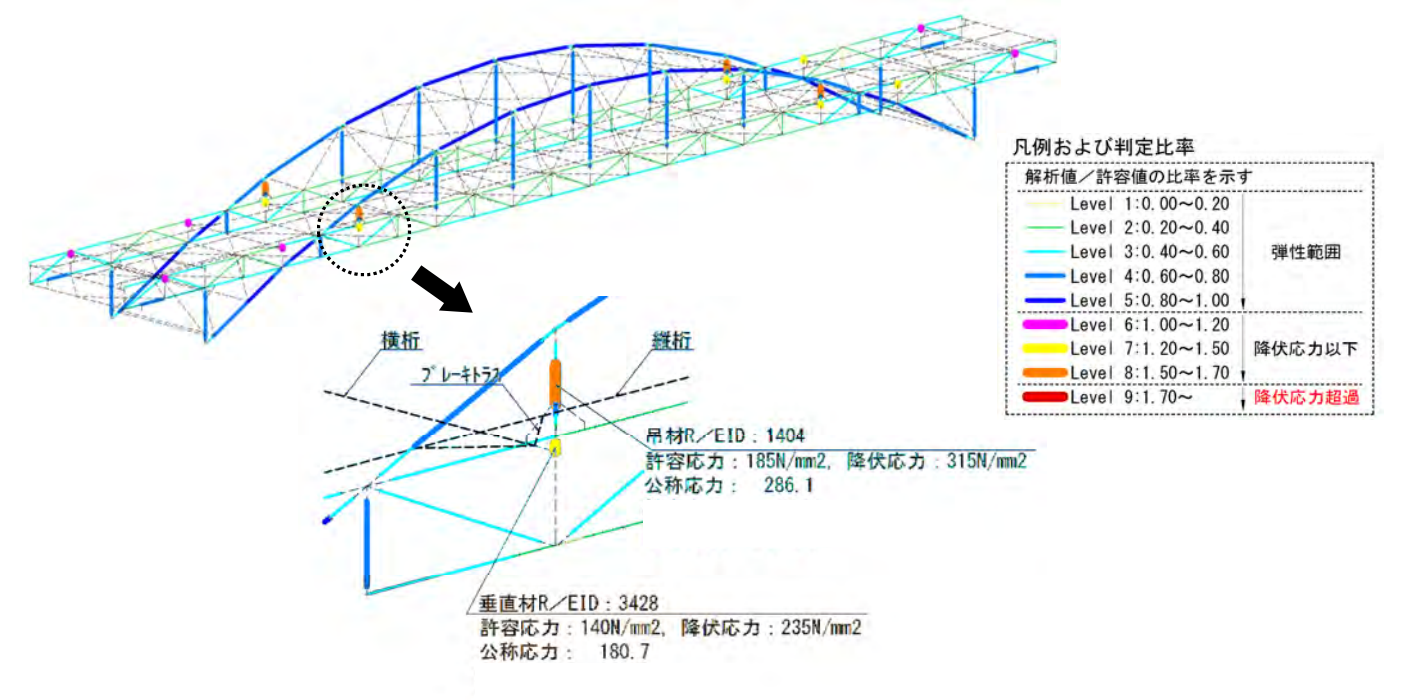 凡例および判定比率
解析値/許容値の比率を示す
Level 1:0.00～0.20
Level 2:0.20～0.40
Level 3:0.40～0.60
Level 4:0.60～0.80
Level 5:0.80～1.00
弾性範囲
Level 6:1.00～1.20
Level 7:1.20～1.50
Level 8:1.50～1.70
降伏応力以下
Level 9:1.70～
降伏応力超過
横桁
ブレーキトラス
縦桁
吊材R/EID:1404
許容応力:185N/mm2, 降伏応力:315N/mm2
公称応力: 286.1
垂直材R/EID:3428
許容応力:140N/mm2, 降伏応力:235N/mm2
公称応力: 180.7